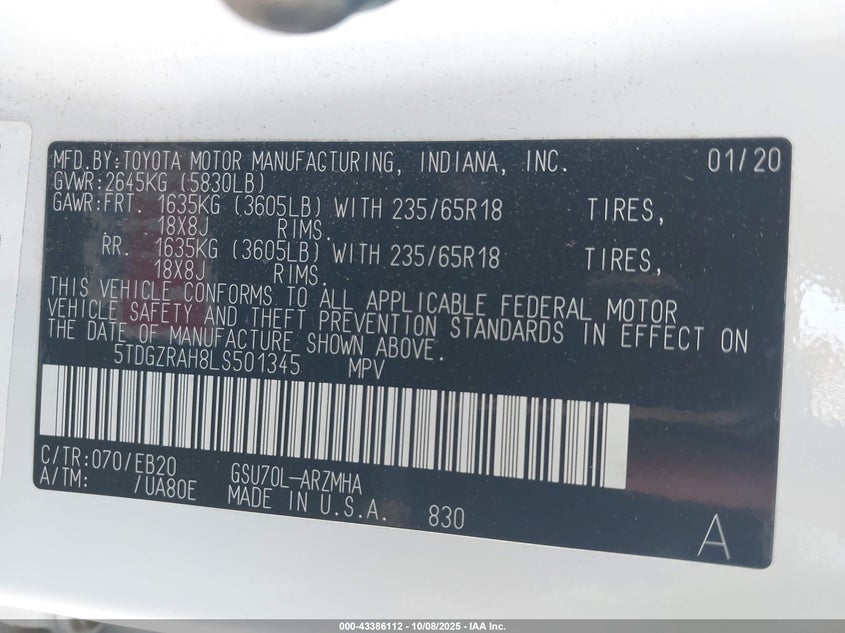 MFD.BY:TOYOTA MOTOR MANUFACTURING, INDIANA, INC. 01/20
GVWR:2645KG (5830LB)
GAWR:FRT. 1635KG (3605LB) WITH 235/65R18 TIRES,
18X8J RIMS.
RR. 1635KG (3605LB) WITH 235/65R18 TIRES,
18X8J RIMS.
THIS VEHICLE CONFORMS TO ALL APPLICABLE FEDERAL MOTOR
VEHICLE SAFETY AND THEFT PREVENTION STANDARDS IN EFFECT ON
THE DATE OF MANUFACTURE SHOWN ABOVE.
5TDGZRAH8LS501345 MPV
C/TR:070/EB20 GSU70L-ARZMHA
A/TM: /UA80E MADE IN U.S.A. 830
A
000-43386112 - 10/08/2025 - IAA Inc.